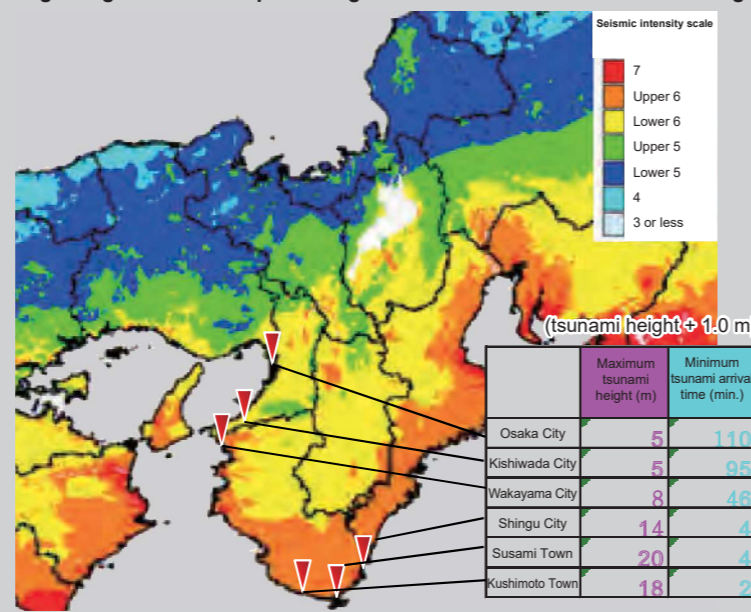 Seismic intensity scale
7
Upper 6
Lower 6
Upper 5
Lower 5
4
3 or less
(tsunami height + 1.0 m
Maximum tsunami height (m)
Minimum tsunami arriva time (min.)
Osaka City 5 110
Kishiwada City 5 95
Wakayama City 8 46
Shingu City 14 4
Susami Town 20 4
Kushimoto Town 18 2